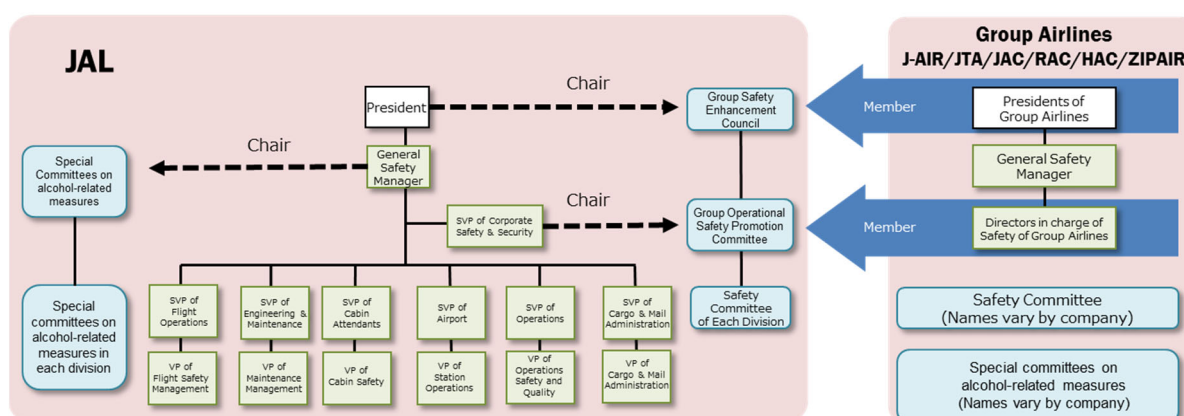 JAL
President
Chair
Group Safety
Enhancement
Council
Chair
General
Safety
Manager
Special
Committees on
alcohol-related
measures
SVP of Corporate
Safety & Security
Chair
Group Operational
Safety Promotion
Committee
Special
committees on
alcohol-related
measures in
each division
SVP of
Flight
Operations
SVP of
Engineering &
Maintenance
SVP of
Cabin
Attendants
SVP of
Airport
SVP of
Operations
SVP of
Cargo & Mail
Administration
Safety
Committee
of Each Division
VP of
Flight Safety
Management
VP of
Maintenance
Management
VP of
Cabin Safety
VP of
Station
Operations
VP of
Operations
Safety and
Quality
VP of
Cargo & Mail
Administration
Group Airlines
J-AIR/JTA/JAC/RAC/HAC/ZIPAIR
Member
Presidents of
Group Airlines
General Safety
Manager
Member
Directors in charge of
Safety of Group Airlines
Safety Committee
(Names vary by company)
Special committees on
alcohol-related measures
(Names vary by company)